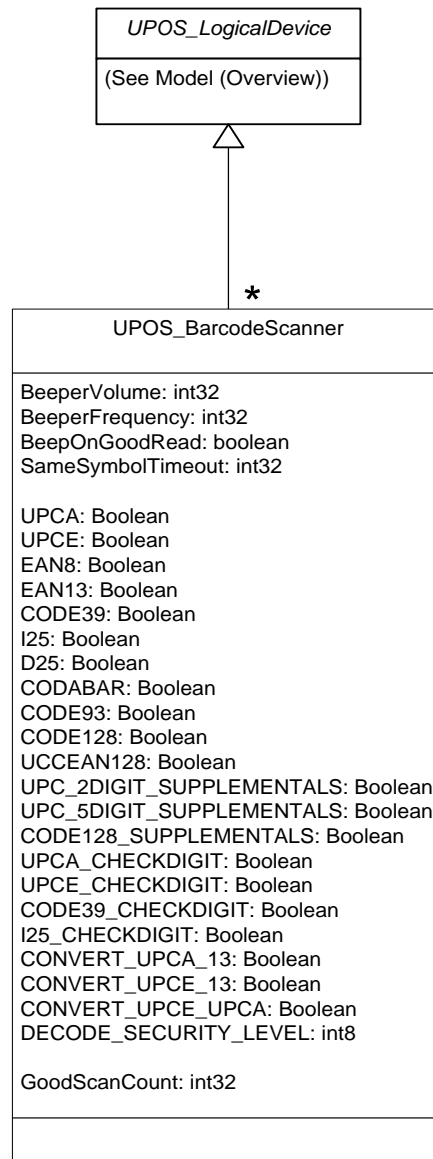 UPOS_LogicalDevice
(See Model (Overview))
*
UPOS_BarcodeScanner
BeeperVolume: int32
BeeperFrequency: int32
BeepOnGoodRead: boolean
SameSymbolTimeout: int32
UPCA: Boolean
UPCE: Boolean
EAN8: Boolean
EAN13: Boolean
CODE39: Boolean
I25: Boolean
D25: Boolean
CODABAR: Boolean
CODE93: Boolean
CODE128: Boolean
UCCEAN128: Boolean
UPC_2DIGIT_SUPPLEMENTALS: Boolean
UPC_5DIGIT_SUPPLEMENTALS: Boolean
CODE128_SUPPLEMENTALS: Boolean
UPCA_CHECKDIGIT: Boolean
UPCE_CHECKDIGIT: Boolean
CODE39_CHECKDIGIT: Boolean
I25_CHECKDIGIT: Boolean
CONVERT_UPCA_13: Boolean
CONVERT_UPCE_13: Boolean
CONVERT_UPCE_UPCA: Boolean
DECODE_SECURITY_LEVEL: int8
GoodScanCount: int32